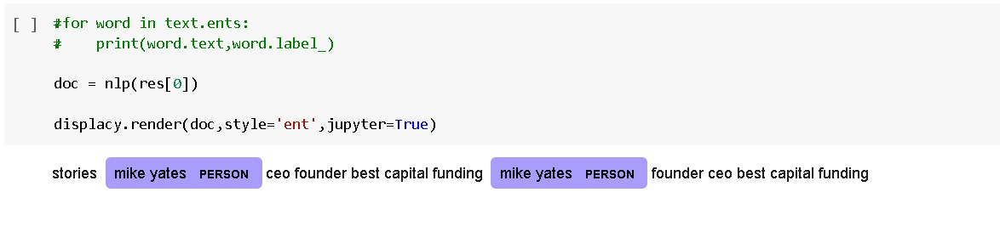 [ ] #for word in text.ents:
#    print(word.text,word.label_)
doc = nlp(res[0])
displacy.render(doc,style='ent',jupyter=True)
stories mike yates PERSON ceo founder best capital funding mike yates PERSON founder ceo best capital funding